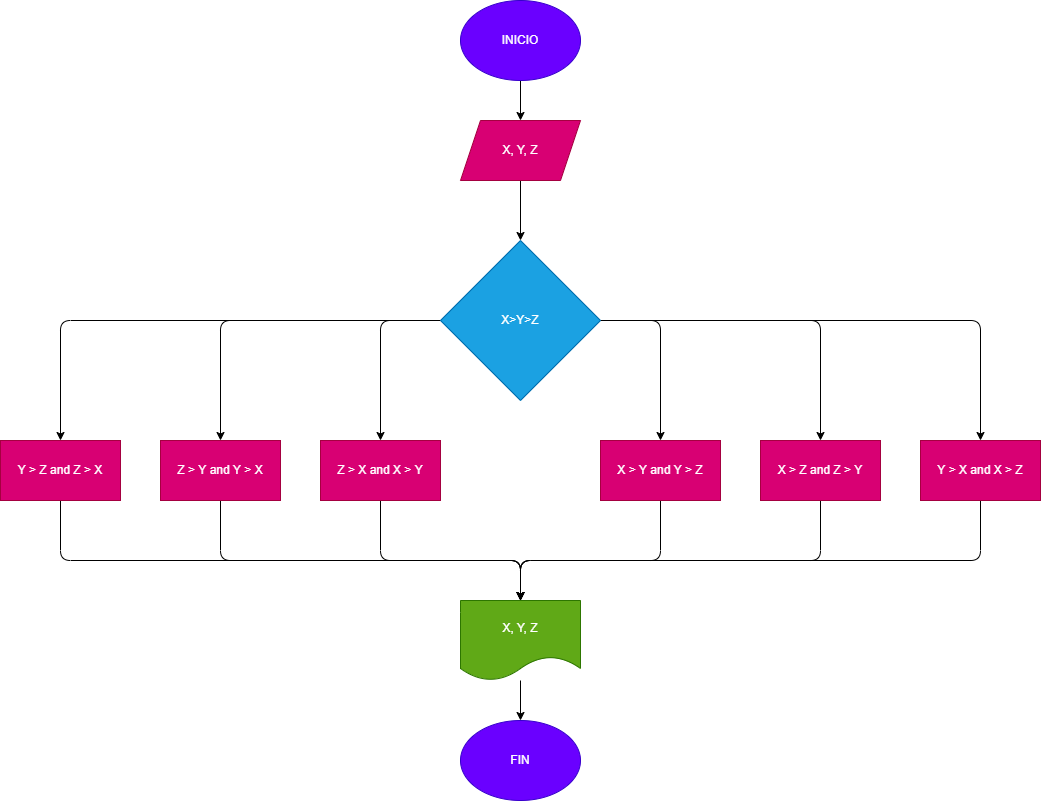 INICIO
X, Y, Z
X>Y>Z
Y > Z and Z > X
Z > Y and Y > X
Z > X and X > Y
X > Y and Y > Z
X > Z and Z > Y
Y > X and X > Z
X, Y, Z
FIN